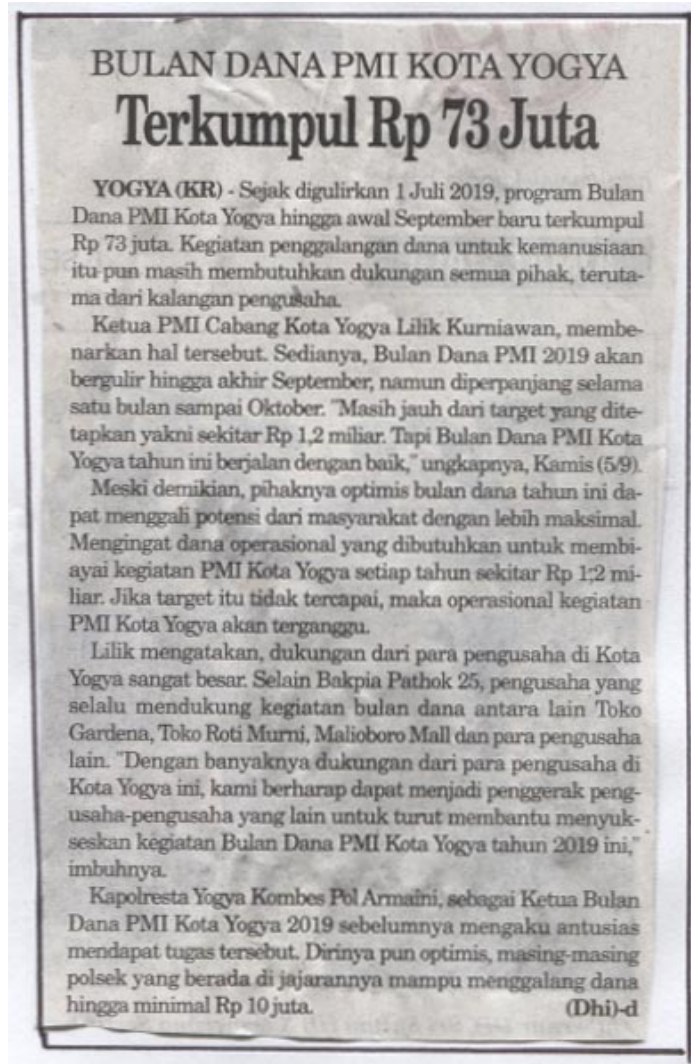 BULAN DANA PMI KOTA YOGYA
Terkumpul Rp 73 Juta
YOGYA (KR) - Sejak digulirkan 1 Juli 2019, program Bulan
Dana PMI Kota Yogya hingga awal September baru terkumpul
Rp 73 juta. Kegiatan penggalangan dana untuk kemanusiaan
itu pun masih membutuhkan dukungan semua pihak, teruta-
ma dari kalangan pengusaha.
Ketua PMI Cabang Kota Yogya Lilik Kurniawan, membe-
narkan hal tersebut. Sedianya, Bulan Dana PMI 2019 akan
bergulir hingga akhir September, namun diperpanjang selama
satu bulan sampai Oktober. "Masih jauh dari target yang dite-
tapkan yakni sekitar Rp 1,2 miliar. Tapi Bulan Dana PMI Kota
Yogya tahun ini berjalan dengan baik," ungkapnya, Kamis (5/9).
Meski demikian, pihaknya optimis bulan dana tahun ini da-
pat menggali potensi dari masyarakat dengan lebih maksimal.
Mengingat dana operasional yang dibutuhkan untuk membi-
ayai kegiatan PMI Kota Yogya setiap tahun sekitar Rp 1,2 mi-
liar. Jika target itu tidak tercapai, maka operasional kegiatan
PMI Kota Yogya akan terganggu.
Lilik mengatakan, dukungan dari para pengusaha di Kota
Yogya sangat besar. Selain Bakpia Pathok 25, pengusaha yang
selalu mendukung kegiatan bulan dana antara lain Toko
Gardena, Toko Roti Murni, Malioboro Mall dan para pengusaha
lain. "Dengan banyaknya dukungan dari para pengusaha di
Kota Yogya ini, kami berharap dapat menjadi penggerak peng-
usaha-pengusaha yang lain untuk turut membantu menyuk-
seskan kegiatan Bulan Dana PMI Kota Yogya tahun 2019 ini,"
imbuhnya.
Kapolresta Yogya Kombes Pol Armaini, sebagai Ketua Bulan
Dana PMI Kota Yogya 2019 sebelumnya mengaku antusias
mendapat tugas tersebut. Dirinya pun optimis, masing-masing
polsek yang berada di jajarannya mampu menggalang dana
hingga minimal Rp 10 juta. (Dhi)-d